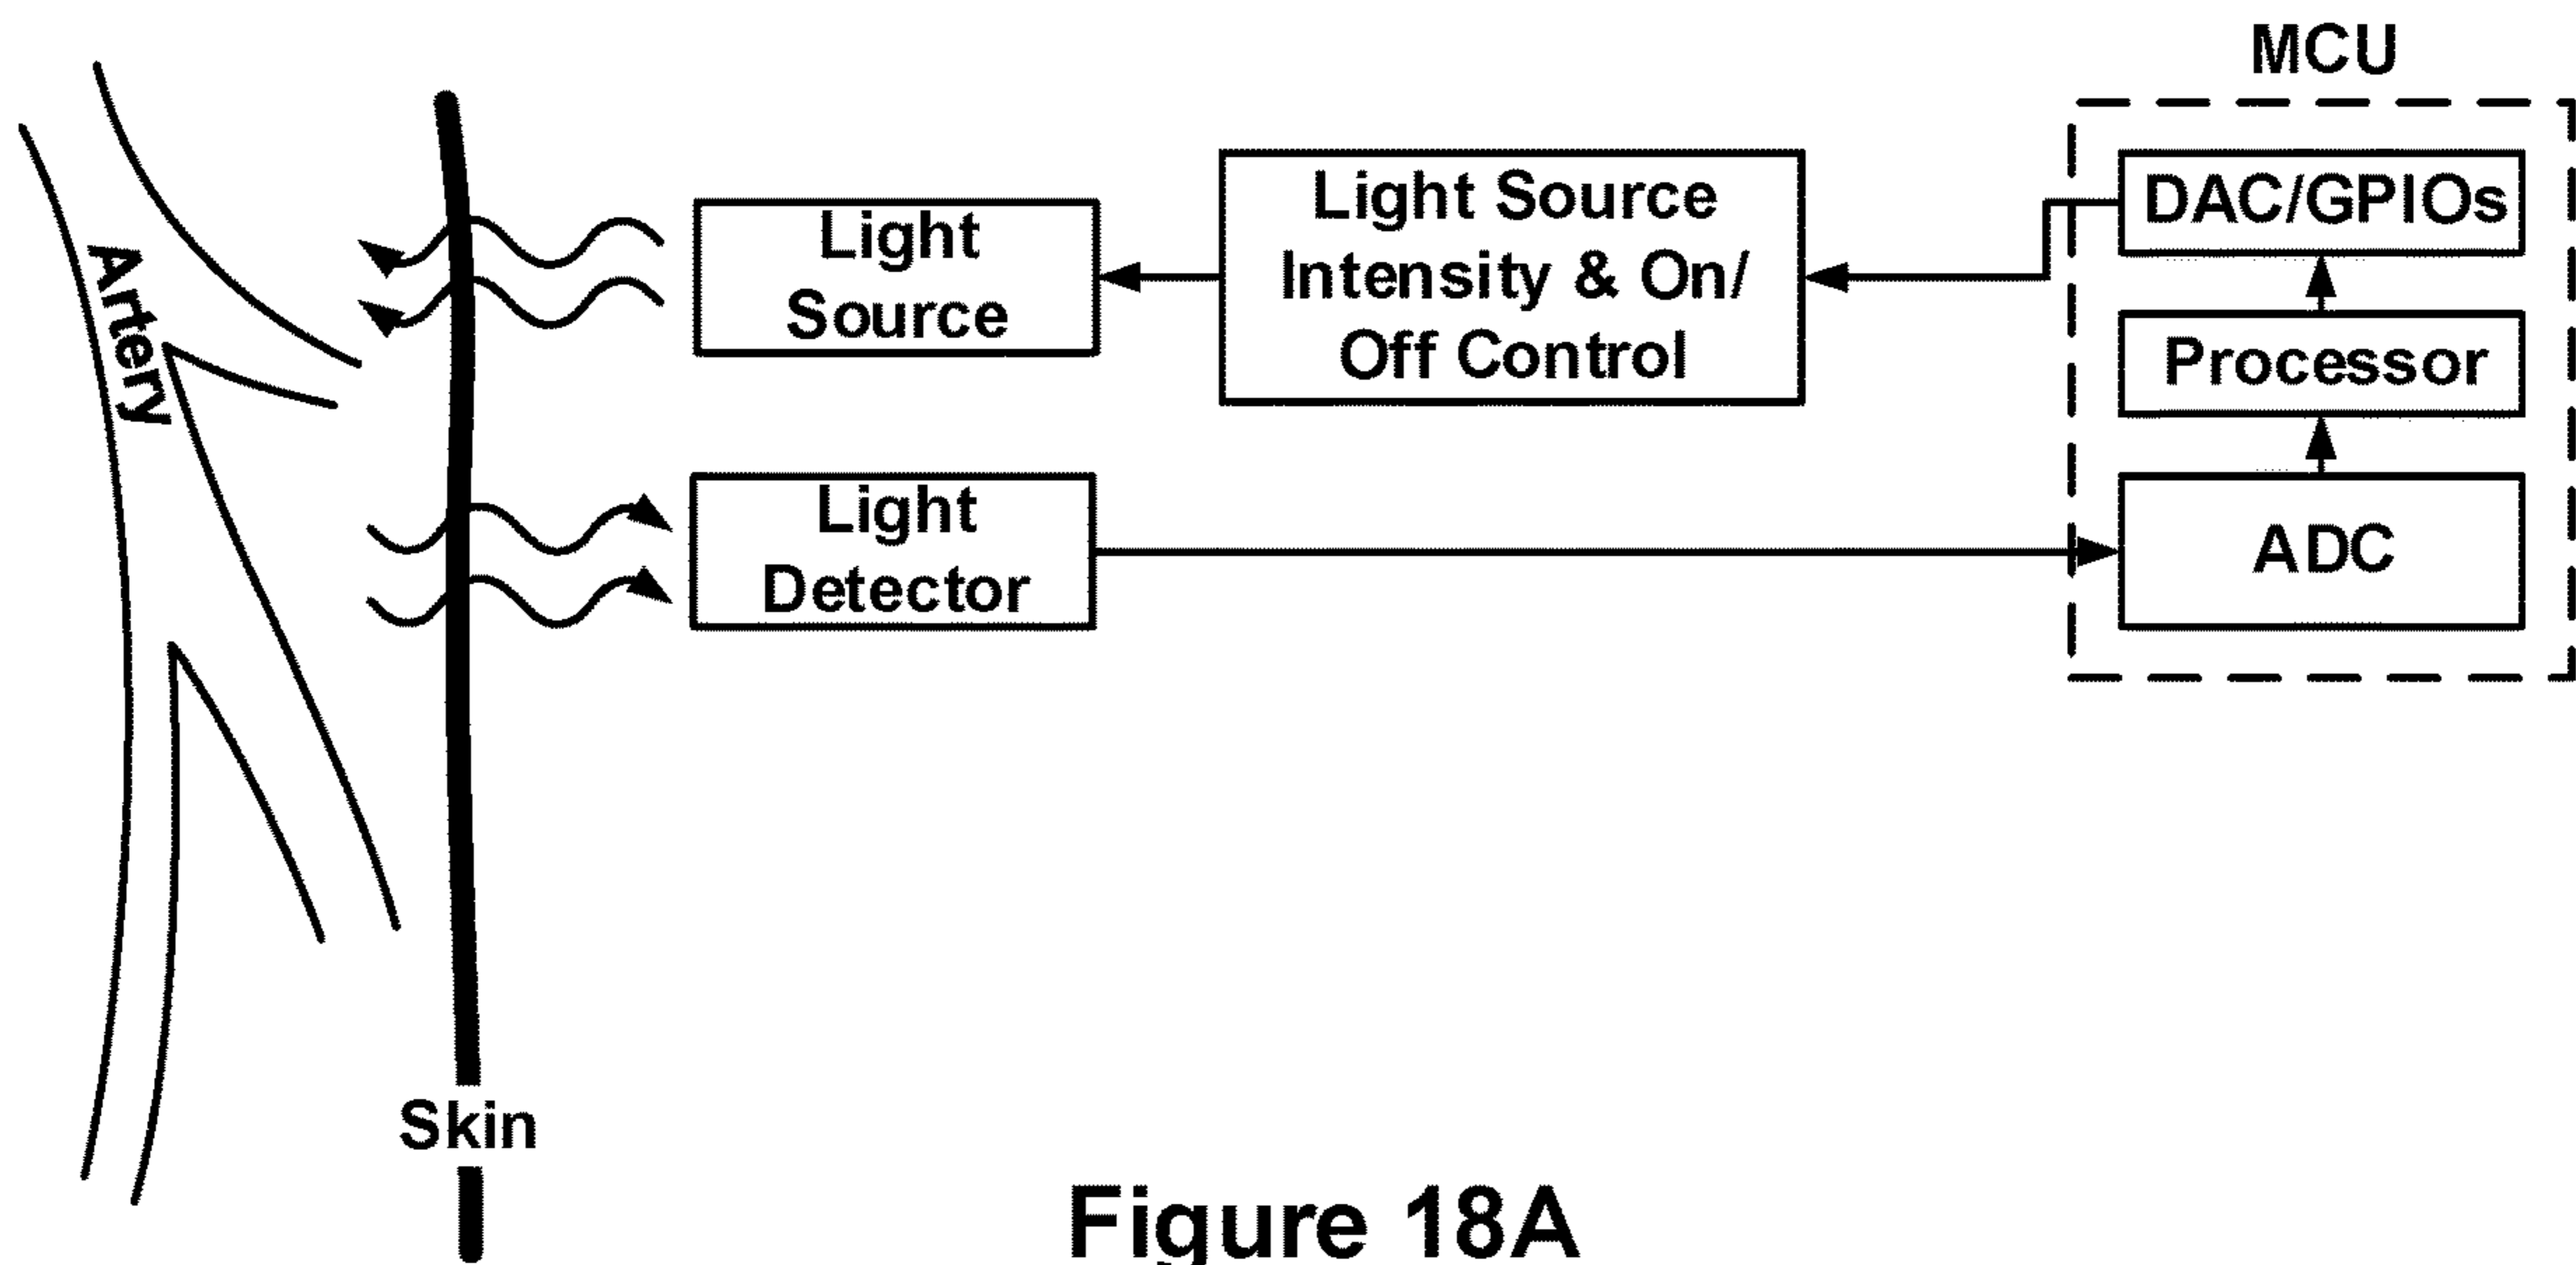 MCU
Artery
Light
Source
Light Source
Intensity & On/
Off Control
DAC/GPIOs
Processor
Light
Detector
ADC
Skin
Figure 18A